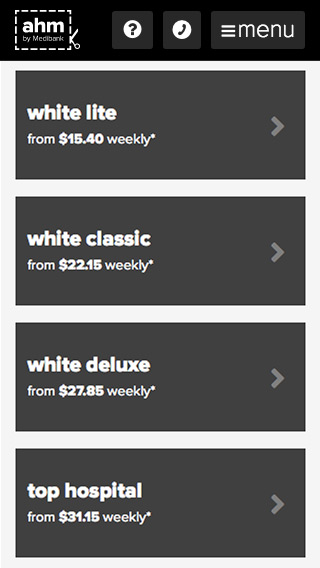 ahm
by Medibank
?
menu
white lite
from $15.40 weekly*
white classic
from $22.15 weekly*
white deluxe
from $27.85 weekly*
top hospital
from $31.15 weekly*